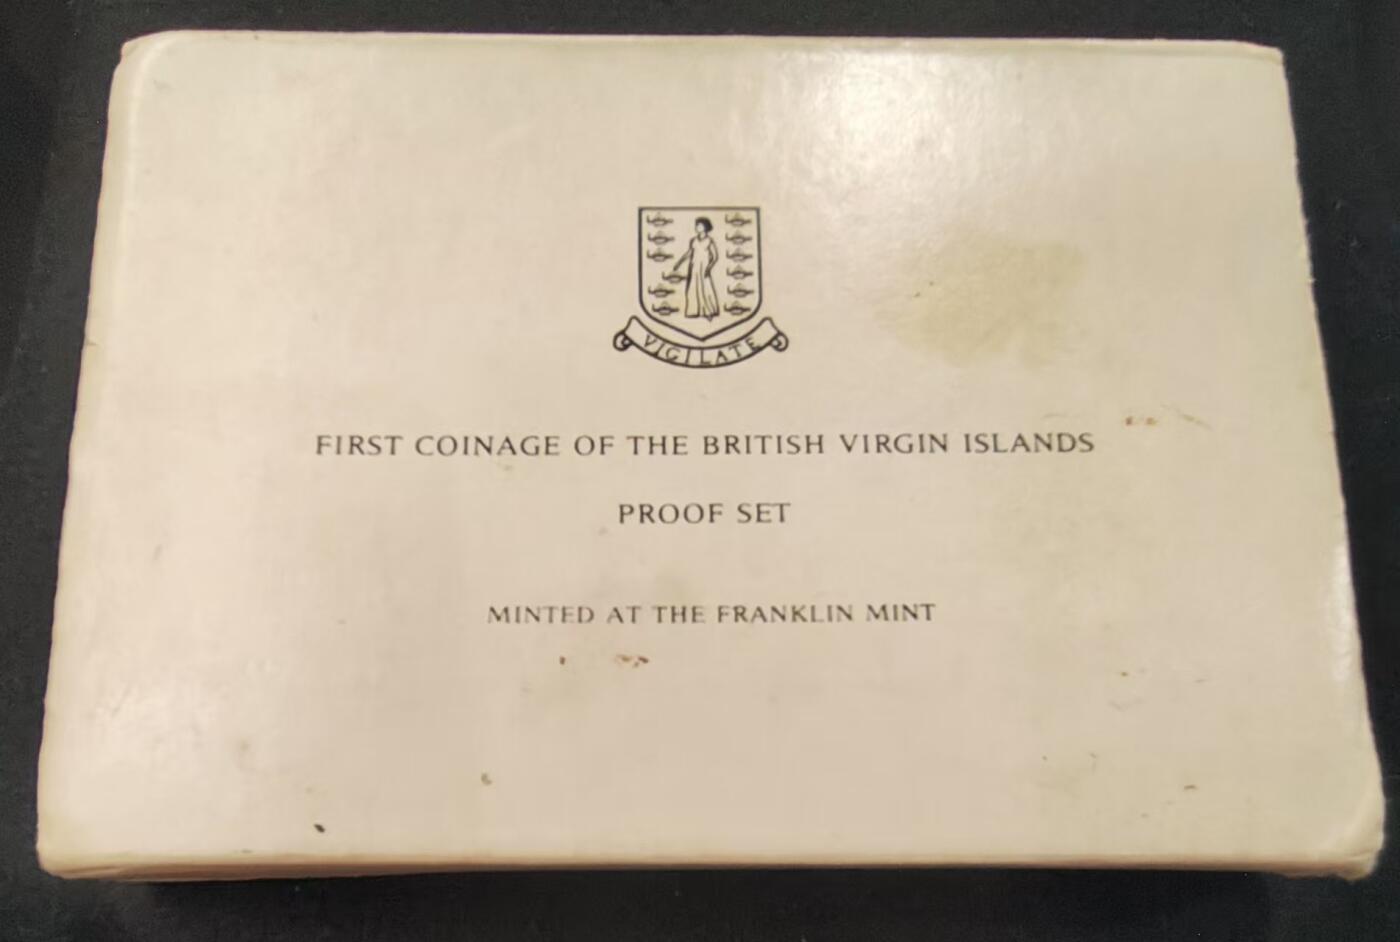 VIGILATE
FIRST COINAGE OF THE BRITISH VIRGIN ISLANDS
PROOF SET
MINTED AT THE FRANKLIN MINT